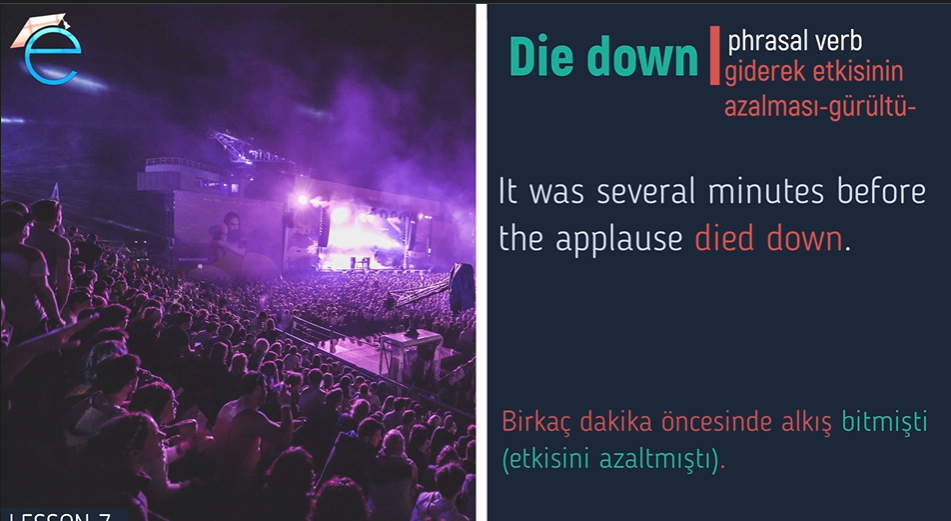 e
Die down
phrasal verb
giderek etkisinin
azalması-gürültü-
It was several minutes before
the applause died down.
Birkaç dakika öncesinde alkış bitmişti
(etkisini azaltmıştı).
LESSON 7